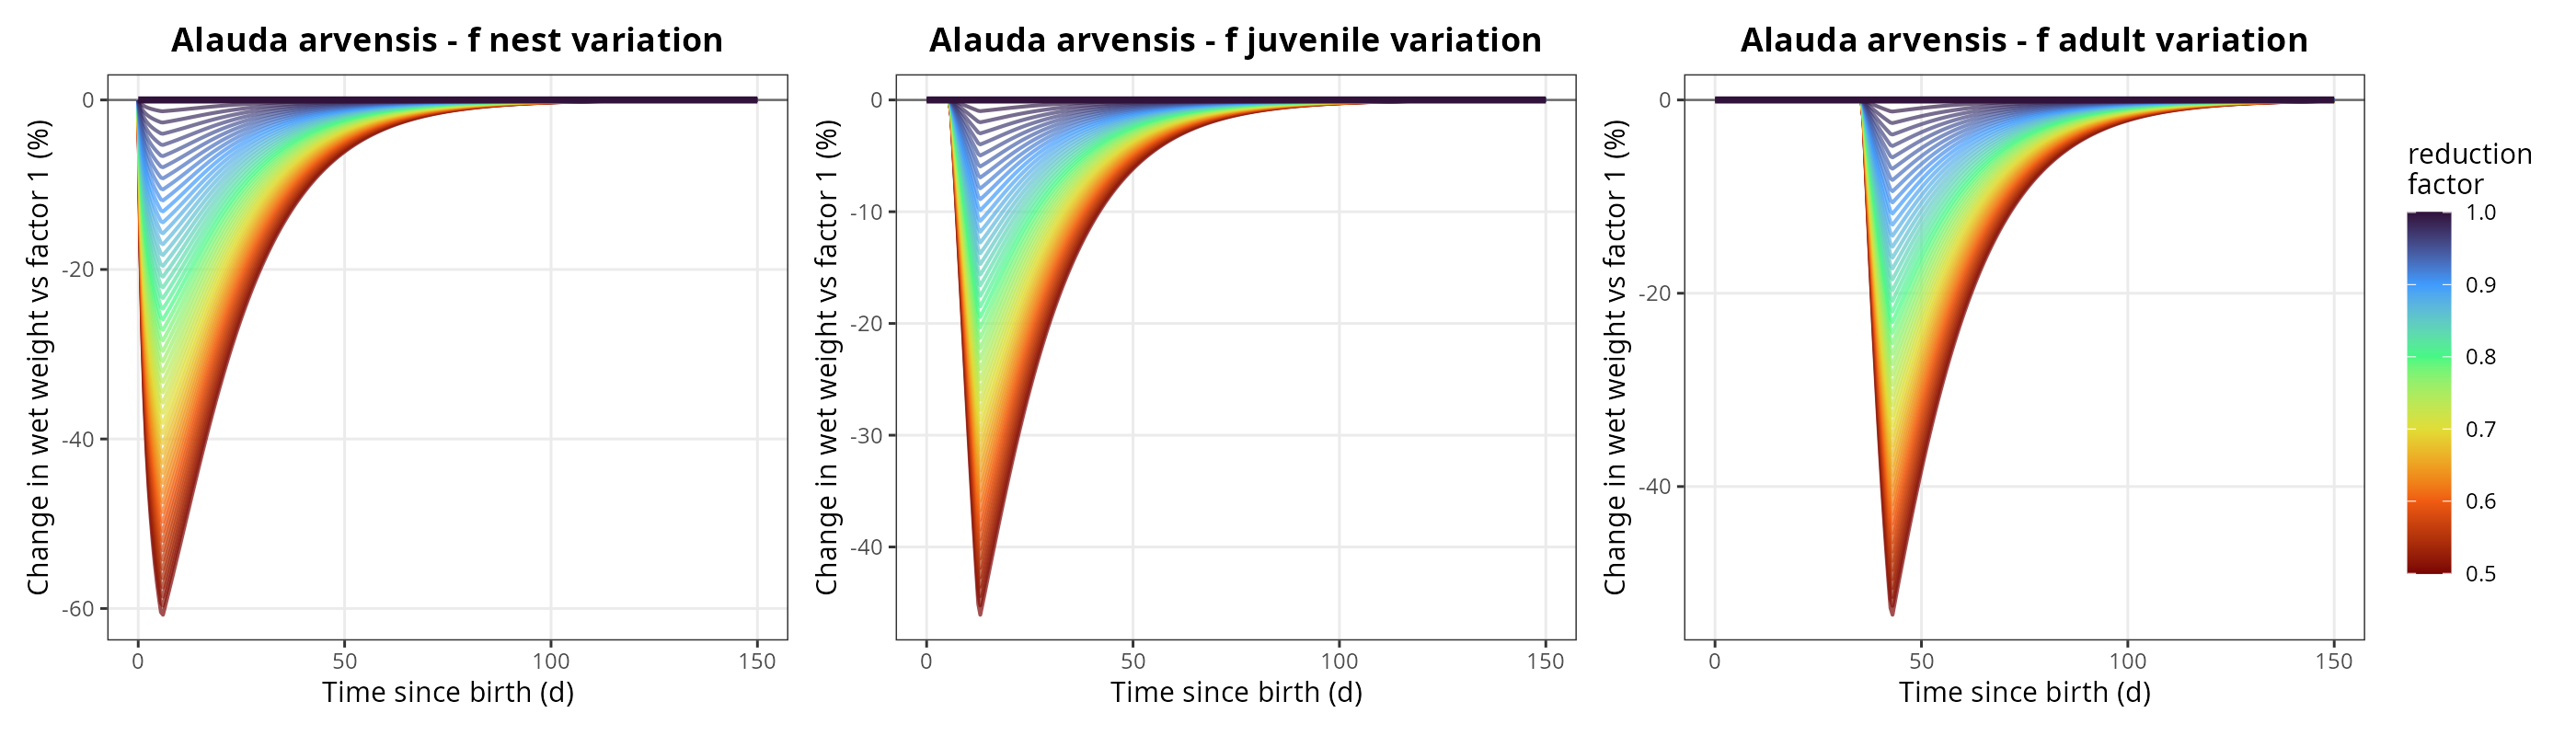 Alauda arvensis - f nest variation
Change in wet weight vs factor 1 (%)
0
-20
-40
-60
0 50 100 150
Time since birth (d)
Alauda arvensis - f juvenile variation
Change in wet weight vs factor 1 (%)
0
-10
-20
-30
-40
0 50 100 150
Time since birth (d)
Alauda arvensis - f adult variation
Change in wet weight vs factor 1 (%)
0
-20
-40
0 50 100 150
Time since birth (d)
reduction
factor
1.0
0.9
0.8
0.7
0.6
0.5